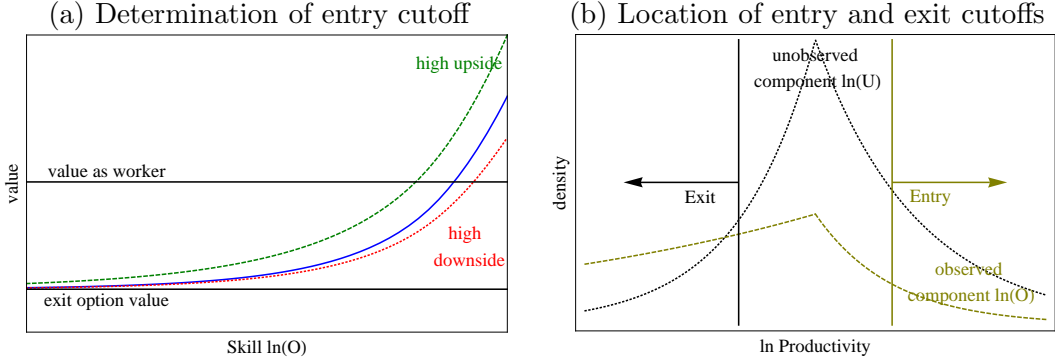 (a) Determination of entry cutoff
high upside
value as worker
high
downside
exit option value
value
Skill ln(O)
(b) Location of entry and exit cutoffs
unobserved
component ln(U)
Exit
Entry
observed
component ln(O)
density
ln Productivity